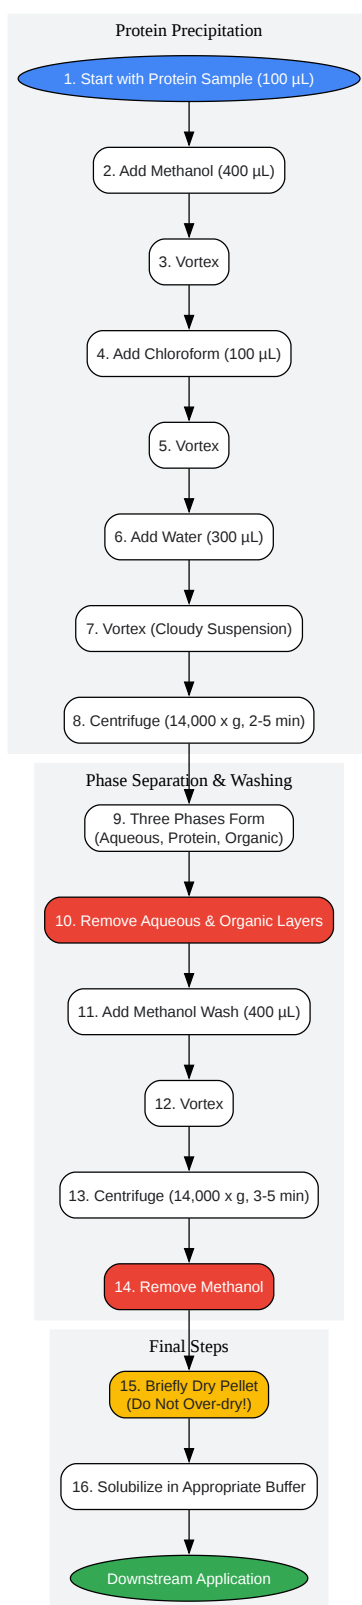 Protein Precipitation
1. Start with Protein Sample (100 µL)
2. Add Methanol (400 µL)
3. Vortex
4. Add Chloroform (100 µL)
5. Vortex
6. Add Water (300 µL)
7. Vortex (Cloudy Suspension)
8. Centrifuge (14,000 x g, 2-5 min)
Phase Separation & Washing
9. Three Phases Form
(Aqueous, Protein, Organic)
10. Remove Aqueous & Organic Layers
11. Add Methanol Wash (400 µL)
12. Vortex
13. Centrifuge (14,000 x g, 3-5 min)
14. Remove Methanol
Final Steps
15. Briefly Dry Pellet
(Do Not Over-dry!)
16. Solubilize in Appropriate Buffer
Downstream Application